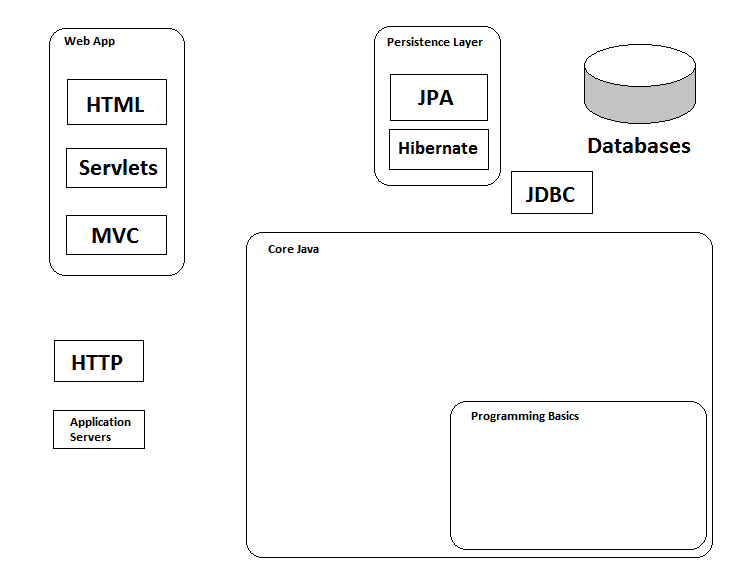 Web App
HTML
Servlets
MVC
HTTP
Application
Servers
Persistence Layer
JPA
Hibernate
JDBC
Databases
Core Java
Programming Basics